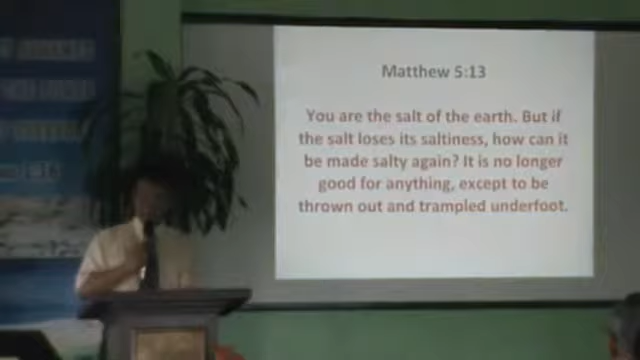 Matthew 5:13
You are the salt of the earth. But if
the salt loses its saltiness, how can it
be made salty again? It is no longer
good for anything, except to be
thrown out and trampled underfoot.